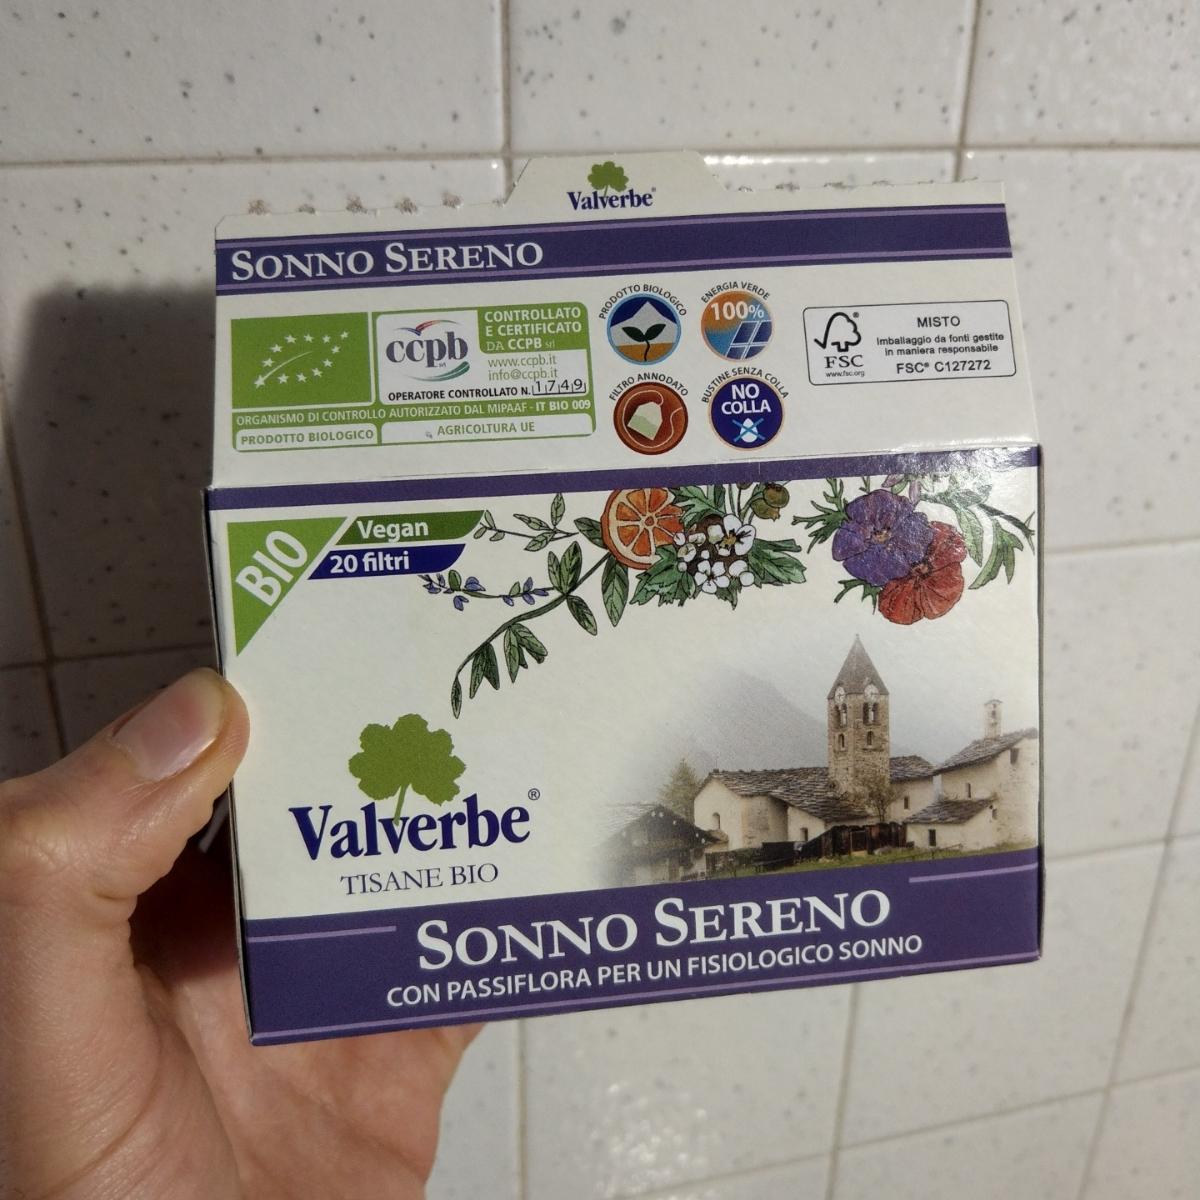 Valverbe®
SONNO SERENO
ccpb
srl
CONTROLLATO
E CERTIFICATO
DA CCPB srl
www.ccpb.it
info@ccpb.it
OPERATORE CONTROLLATO N. 1749
ORGANISMO DI CONTROLLO AUTORIZZATO DAL MIPAAF - IT BIO 009
PRODOTTO BIOLOGICO
AGRICOLTURA UE
PRODOTTO BIOLOGICO
ENERGIA VERDE
100%
FILTRO ANNODATO
BUSTINE SENZA COLLA
NO
COLLA
FSC®
www.fsc.org
MISTO
Imballaggio da fonti gestite
in maniera responsabile
FSC® C127272
BIO
Vegan
20 filtri
Valverbe®
TISANE BIO
SONNO SERENO
CON PASSIFLORA PER UN FISIOLOGICO SONNO